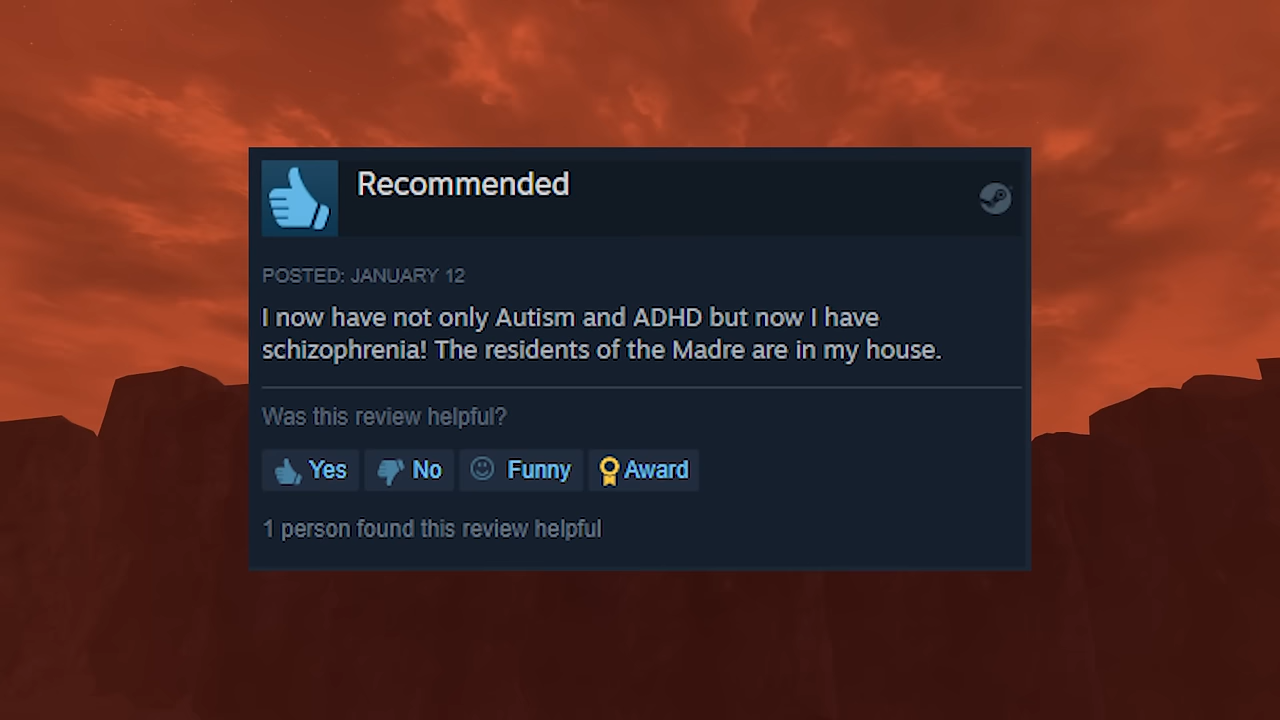 Recommended
POSTED: JANUARY 12
I now have not only Autism and ADHD but now I have
schizophrenia! The residents of the Madre are in my house.
Was this review helpful?
Yes No Funny Award
1 person found this review helpful